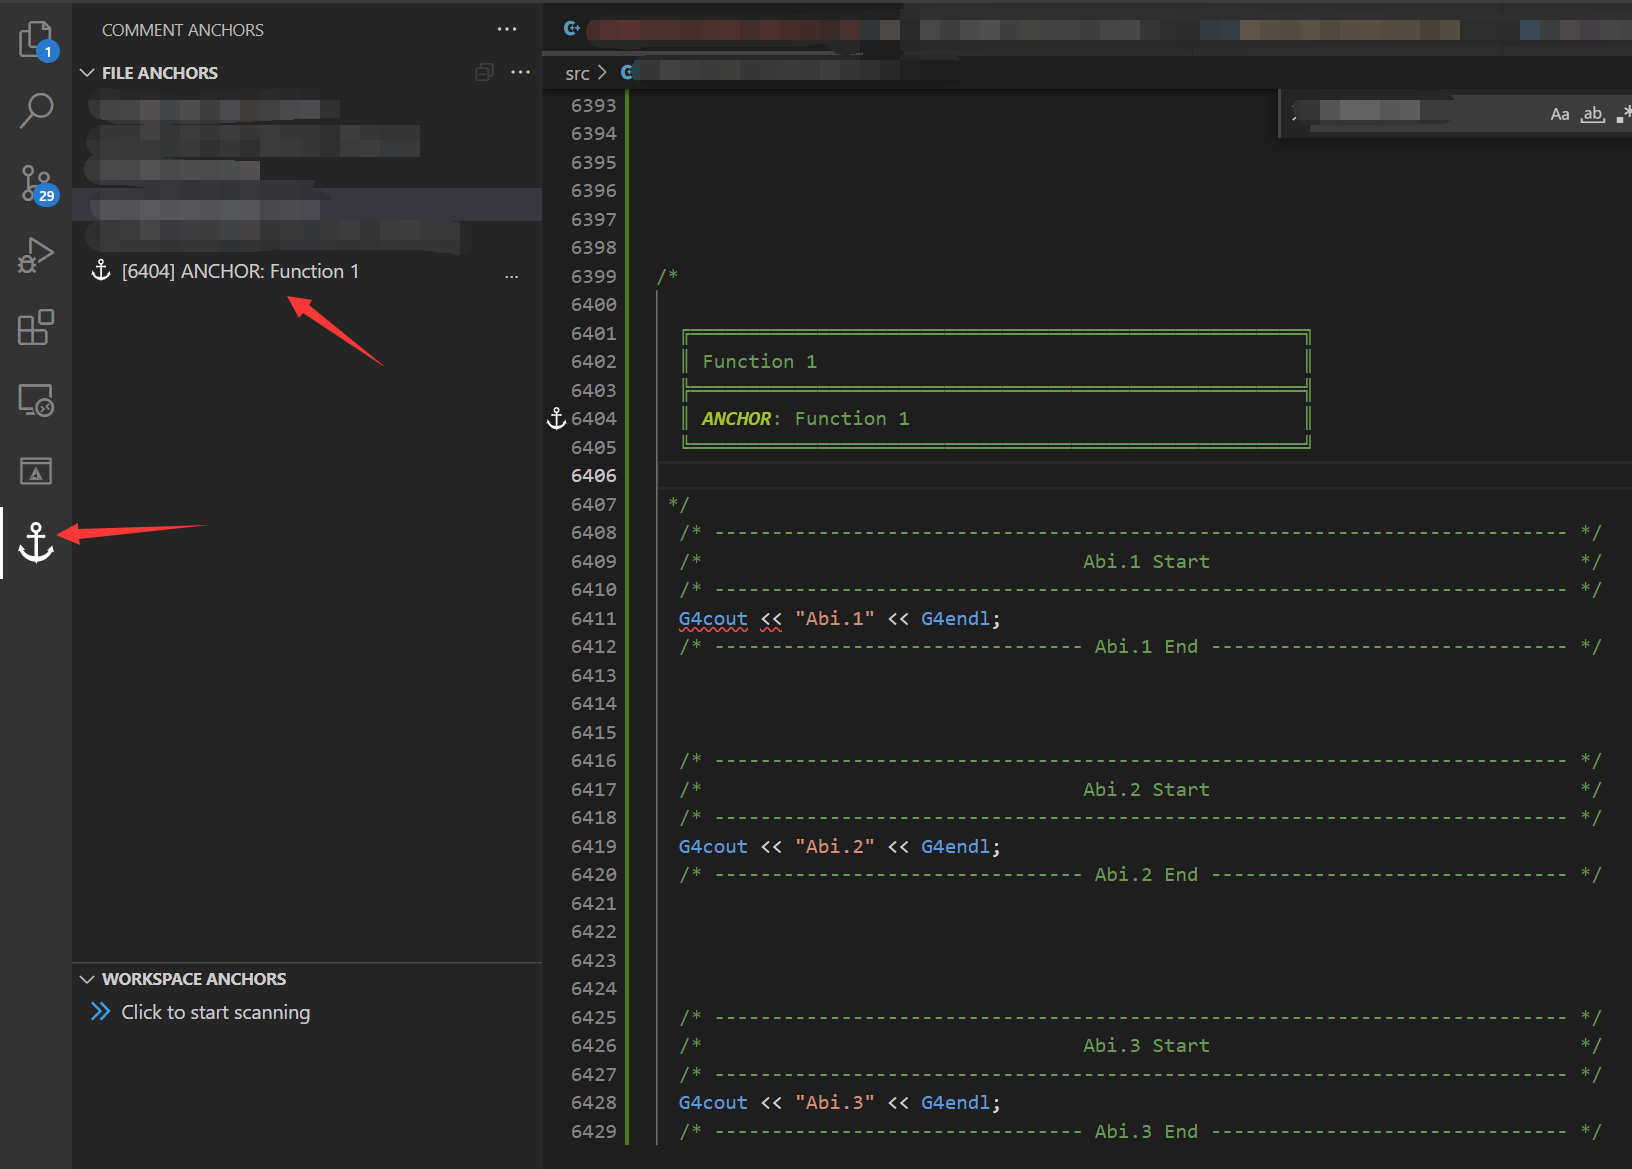 COMMENT ANCHORS
FILE ANCHORS
1
29
[6404] ANCHOR: Function 1
WORKSPACE ANCHORS
Click to start scanning
src
Aa ab .*
6393
6394
6395
6396
6397
6398
6399 /*
6400
6401
6402 Function 1
6403
6404 ANCHOR: Function 1
6405
6406
6407 */
6408 /* -------------------------------------------------------------------------- */
6409 /* Abi.1 Start */
6410 /* -------------------------------------------------------------------------- */
6411 G4cout << "Abi.1" << G4endl;
6412 /* -------------------------------- Abi.1 End ------------------------------- */
6413
6414
6415
6416 /* -------------------------------------------------------------------------- */
6417 /* Abi.2 Start */
6418 /* -------------------------------------------------------------------------- */
6419 G4cout << "Abi.2" << G4endl;
6420 /* -------------------------------- Abi.2 End ------------------------------- */
6421
6422
6423
6424
6425 /* -------------------------------------------------------------------------- */
6426 /* Abi.3 Start */
6427 /* -------------------------------------------------------------------------- */
6428 G4cout << "Abi.3" << G4endl;
6429 /* -------------------------------- Abi.3 End ------------------------------- */